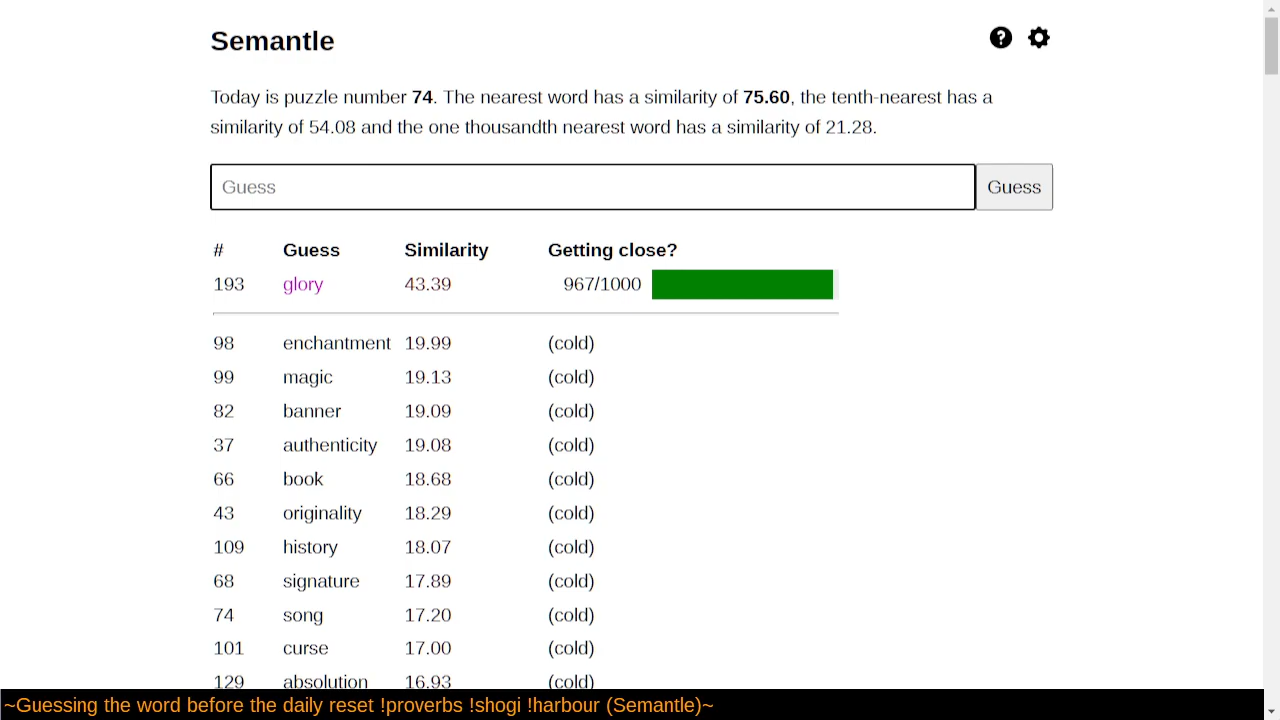 Semantle
Today is puzzle number 74. The nearest word has a similarity of 75.60, the tenth-nearest has a
similarity of 54.08 and the one thousandth nearest word has a similarity of 21.28.
Guess Guess
# Guess Similarity Getting close?
193 glory 43.39 967/1000
98 enchantment 19.99 (cold)
99 magic 19.13 (cold)
82 banner 19.09 (cold)
37 authenticity 19.08 (cold)
66 book 18.68 (cold)
43 originality 18.29 (cold)
109 history 18.07 (cold)
68 signature 17.89 (cold)
74 song 17.20 (cold)
101 curse 17.00 (cold)
129 absolution 16.93 (cold)
~Guessing the word before the daily reset !proverbs !shogi !harbour (Semantle)~